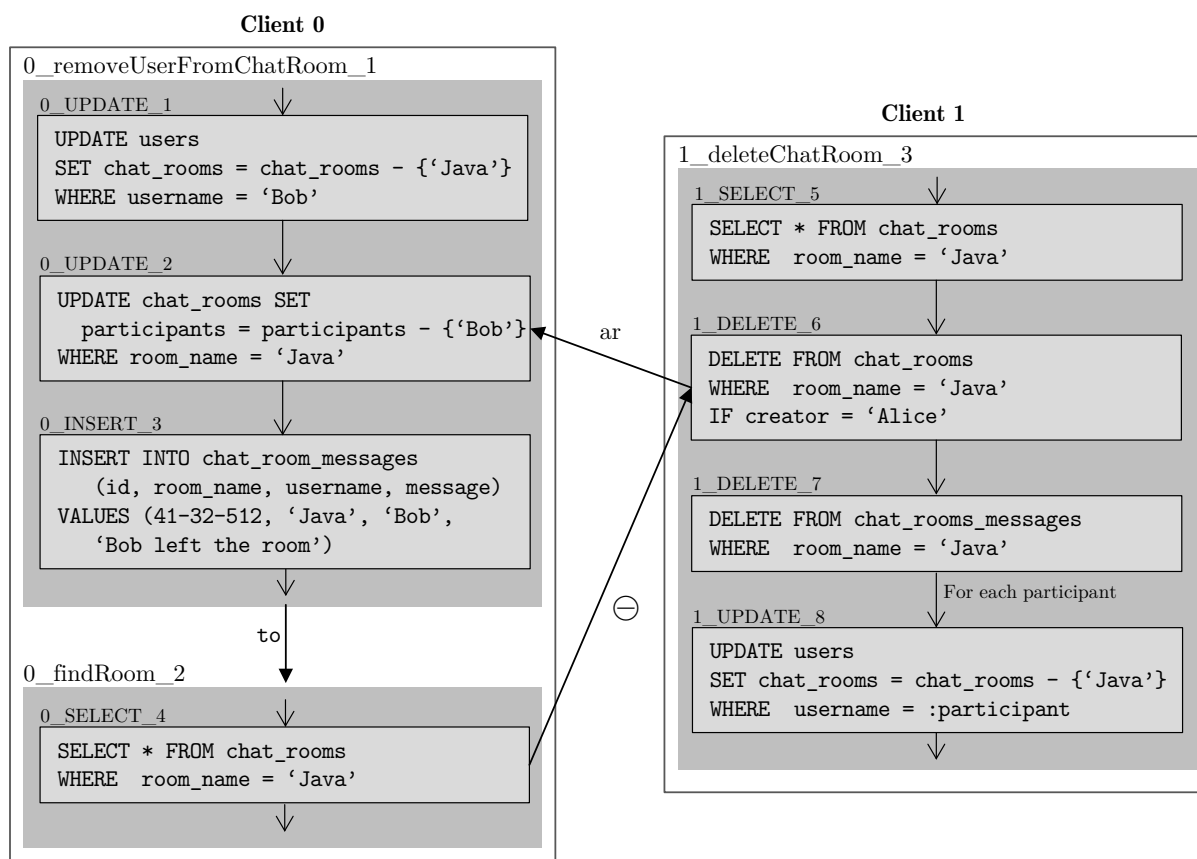 Client 0
0_removeUserFromChatRoom_1
0_UPDATE_1
UPDATE users
SET chat_rooms = chat_rooms - {‘Java’}
WHERE username = ‘Bob’
0_UPDATE_2
UPDATE chat_rooms SET
participants = participants - {‘Bob’}
WHERE room_name = ‘Java’
0_INSERT_3
INSERT INTO chat_room_messages
(id, room_name, username, message)
VALUES (41-32-512, ‘Java’, ‘Bob’,
‘Bob left the room’)
to
0_findRoom_2
0_SELECT_4
SELECT * FROM chat_rooms
WHERE room_name = ‘Java’
ar
⊖
Client 1
1_deleteChatRoom_3
1_SELECT_5
SELECT * FROM chat_rooms
WHERE room_name = ‘Java’
1_DELETE_6
DELETE FROM chat_rooms
WHERE room_name = ‘Java’
IF creator = ‘Alice’
1_DELETE_7
DELETE FROM chat_rooms_messages
WHERE room_name = ‘Java’
For each participant
1_UPDATE_8
UPDATE users
SET chat_rooms = chat_rooms - {‘Java’}
WHERE username = :participant